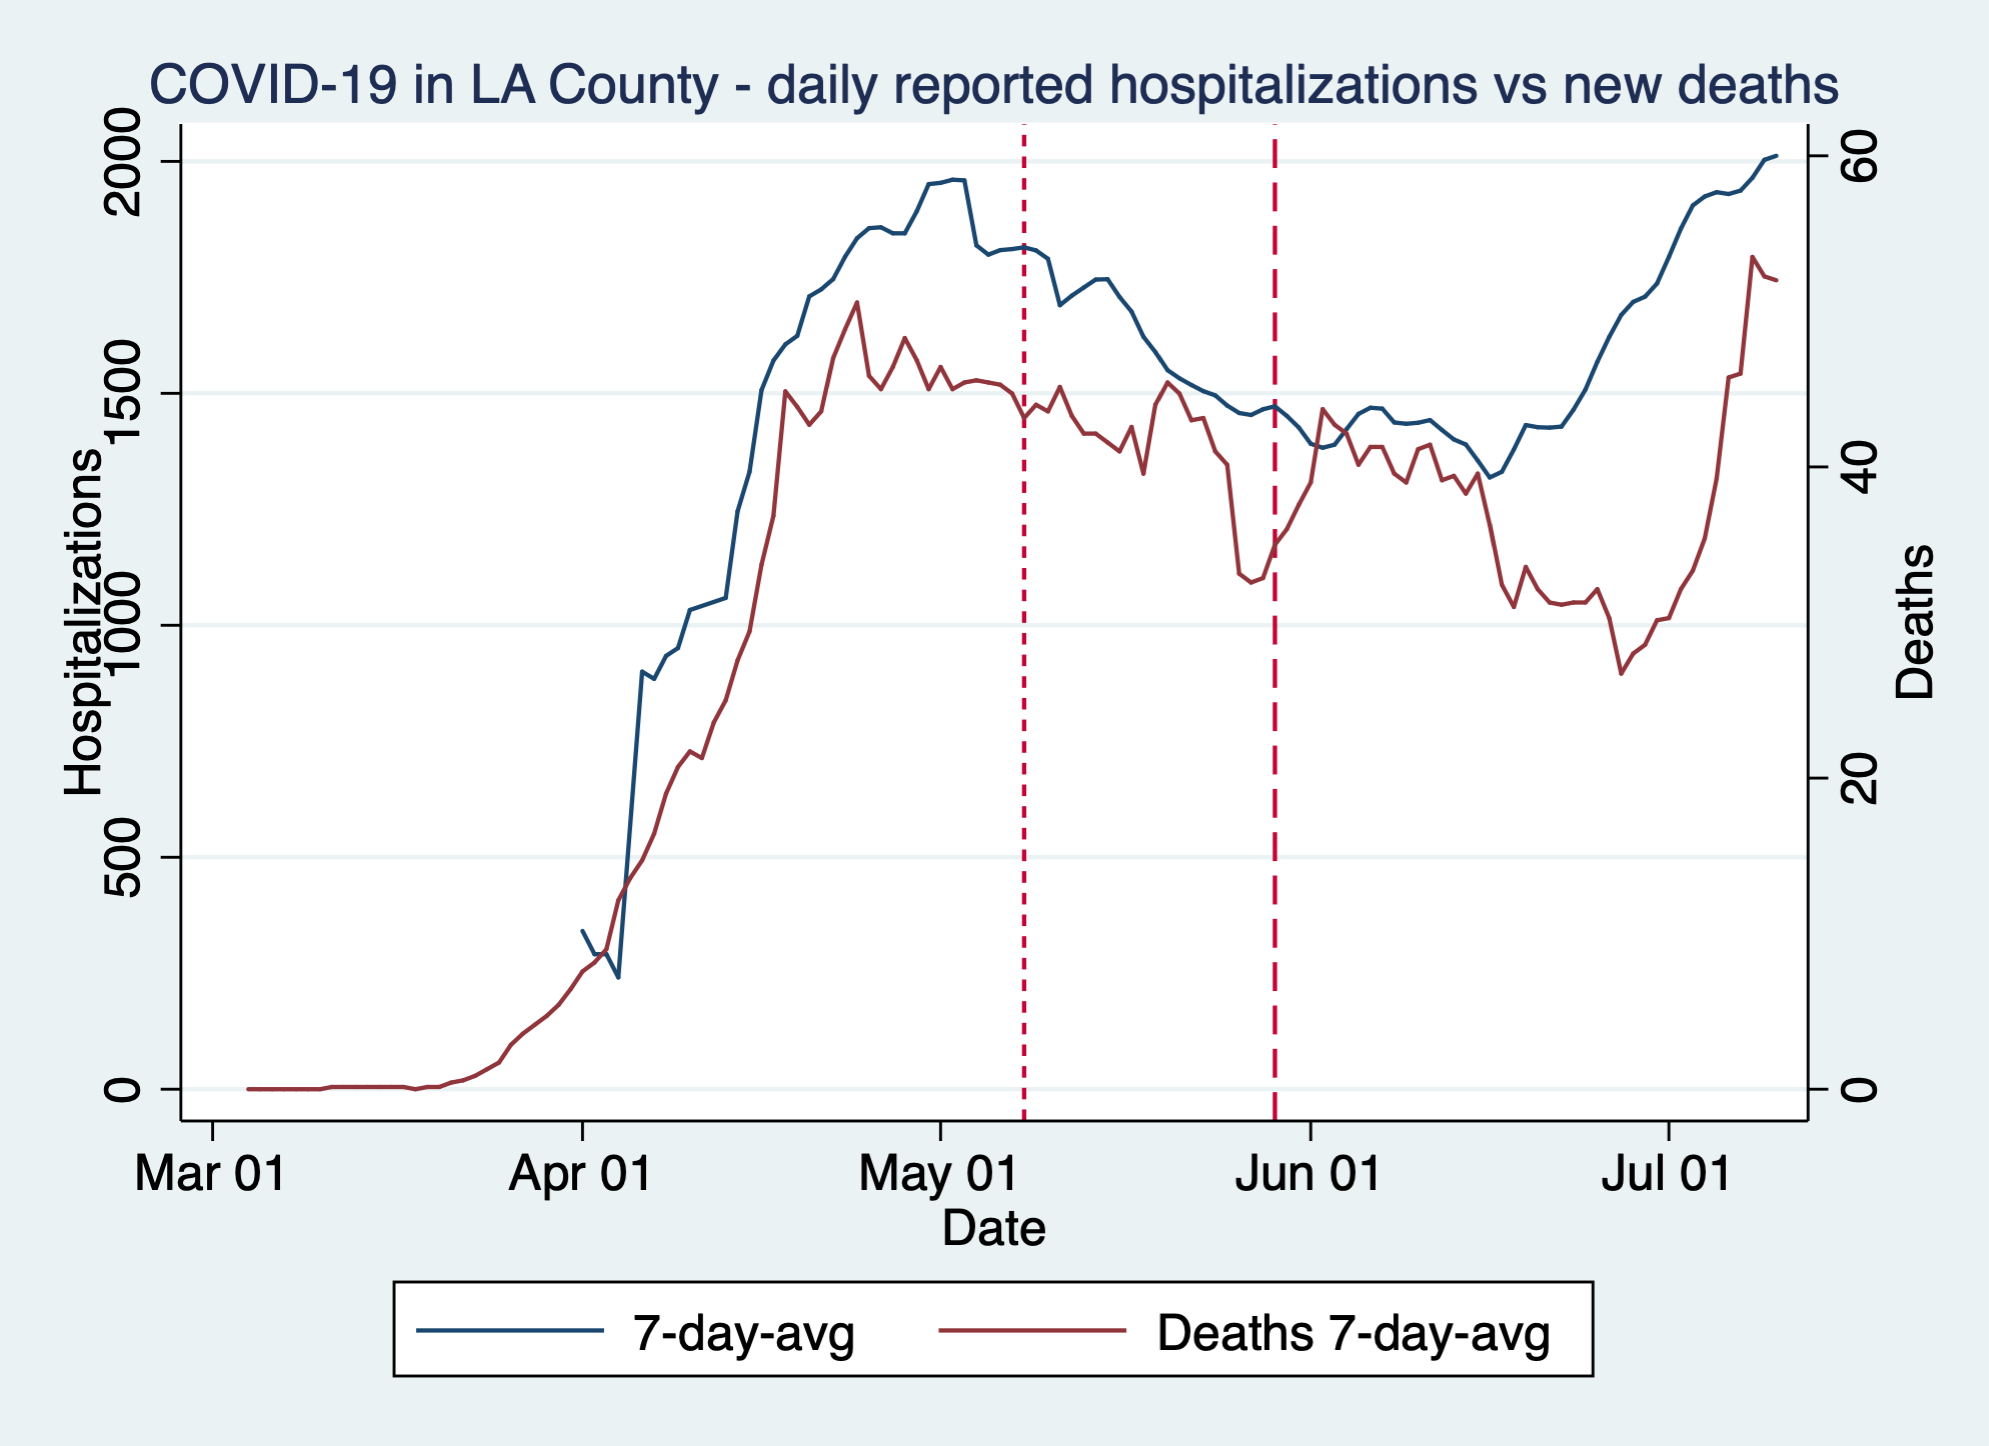 COVID-19 in LA County - daily reported hospitalizations vs new deaths
Hospitalizations
2000
1500
1000
500
0
60
40
20
0
Deaths
Mar 01
Apr 01
May 01
Jun 01
Jul 01
Date
7-day-avg
Deaths 7-day-avg